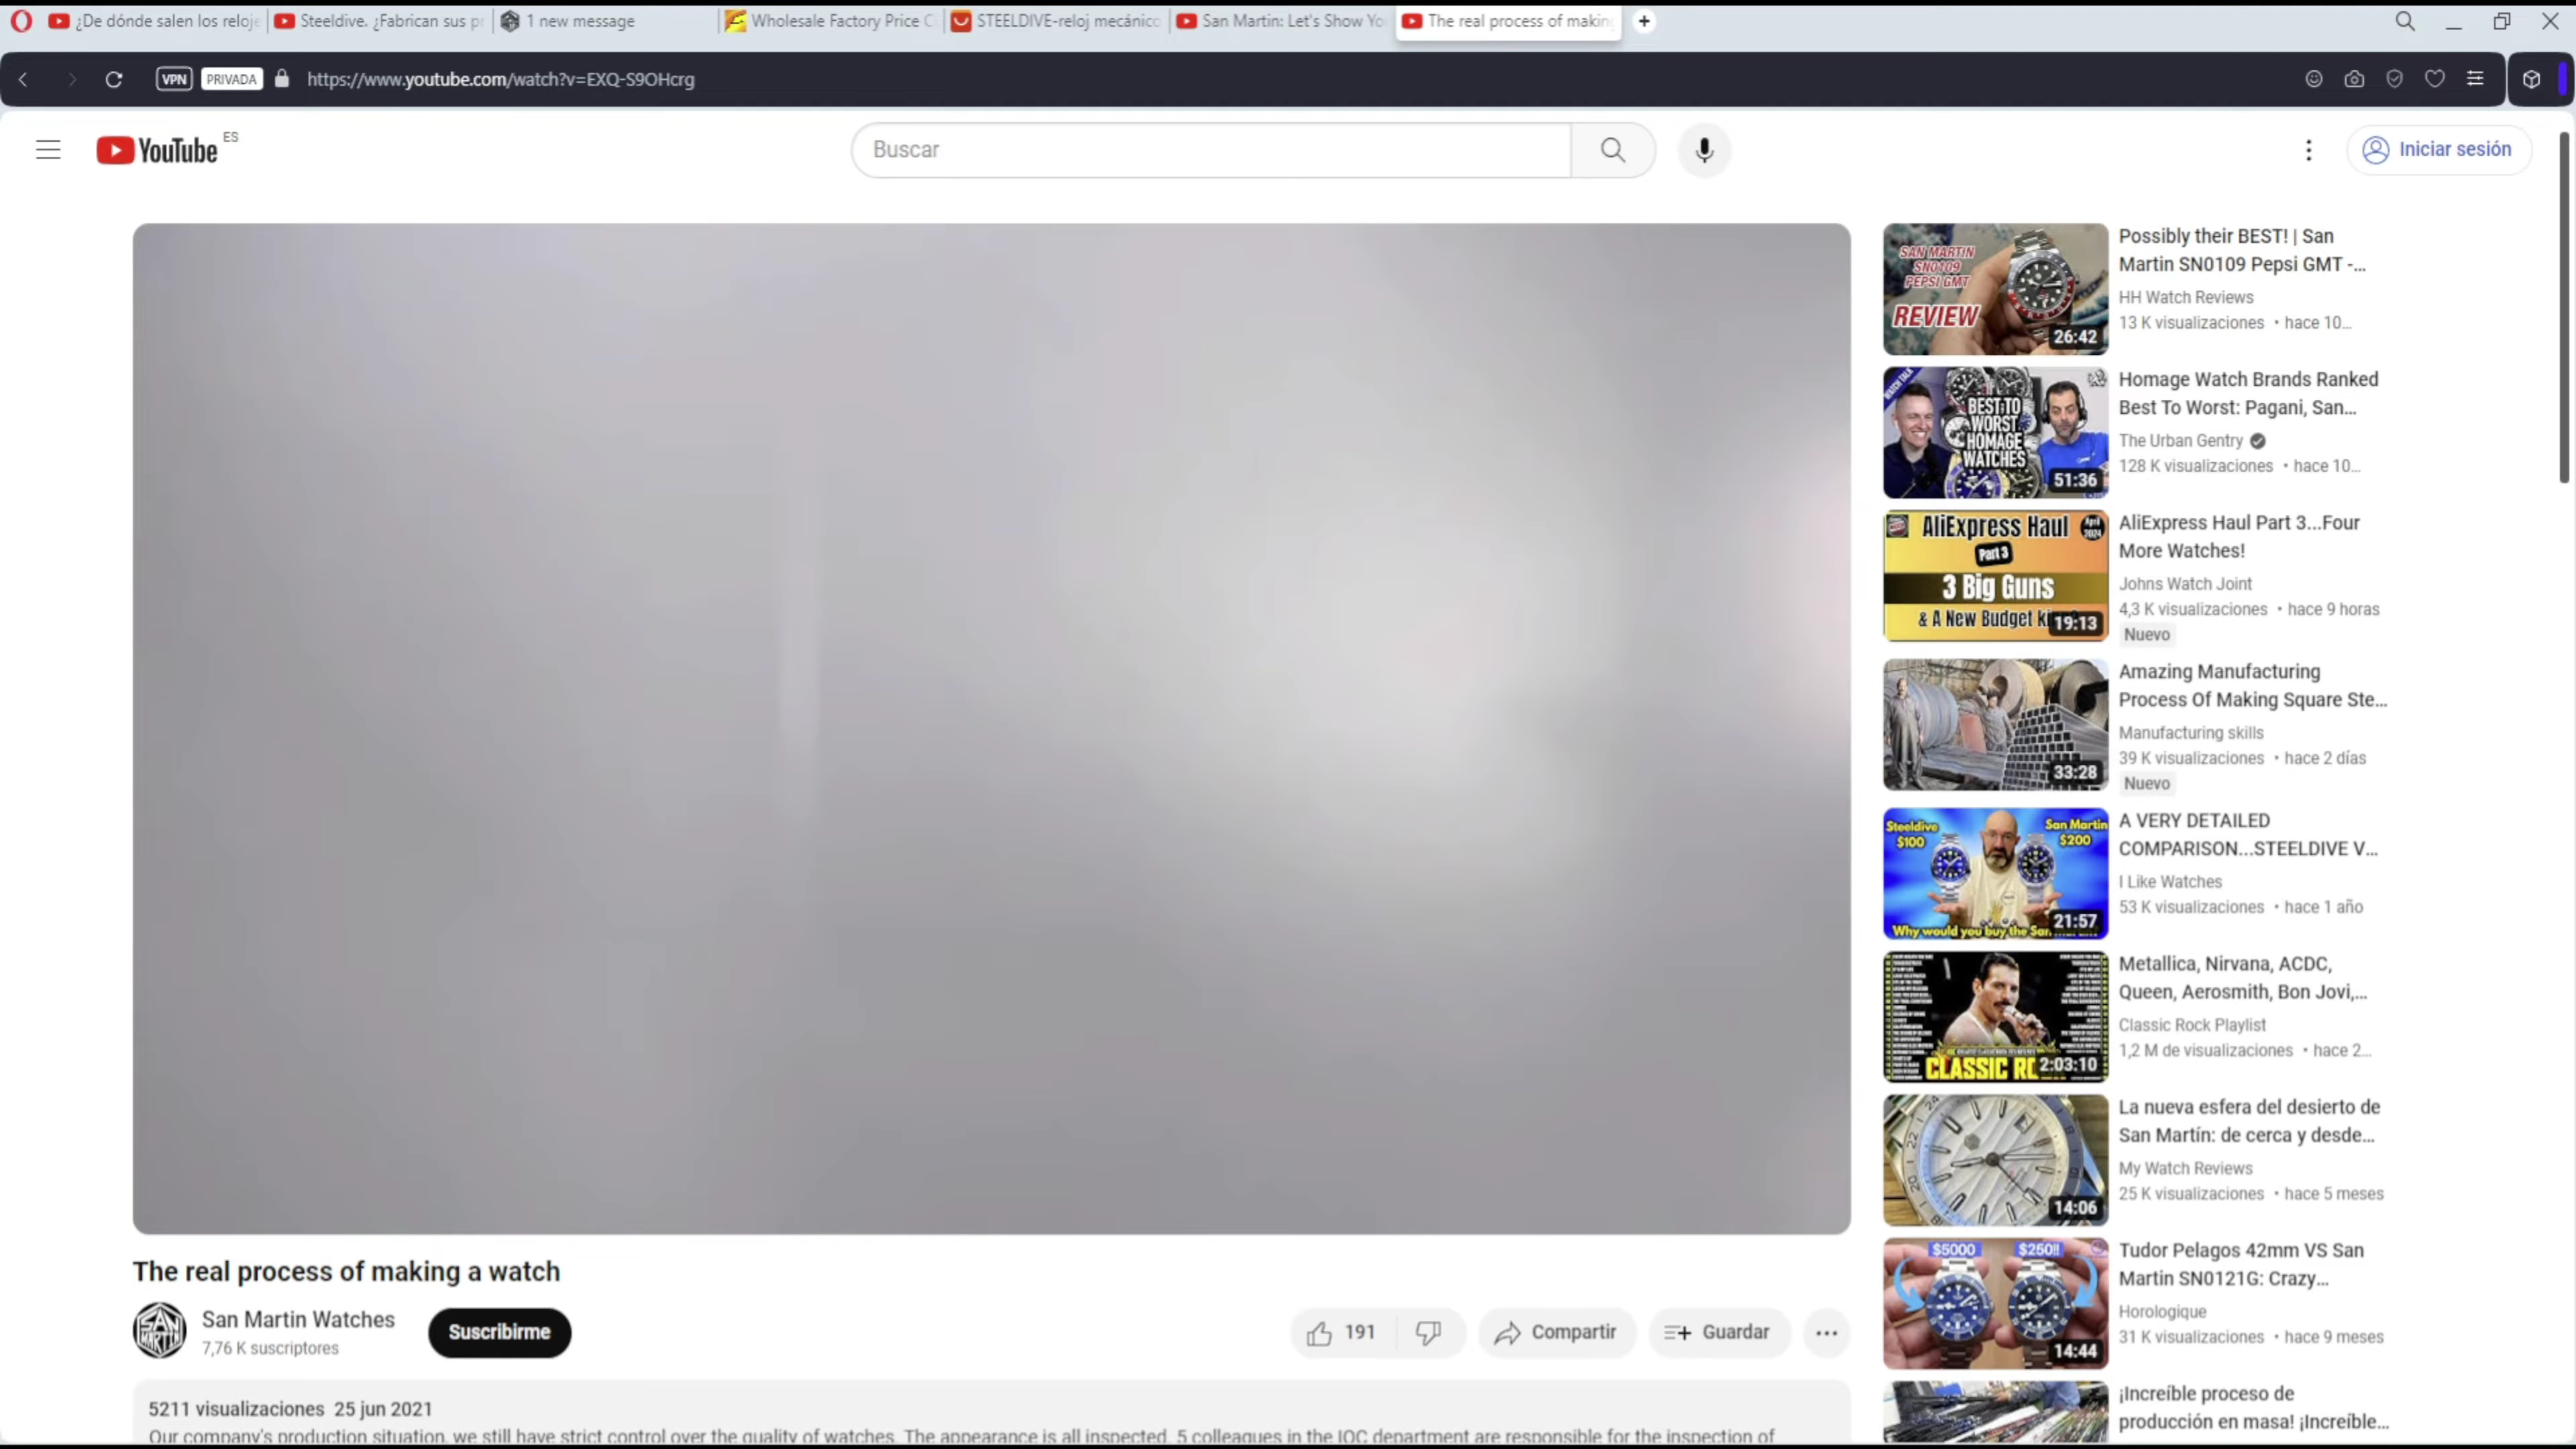 ¿De dónde salen los reloje
Steeldive. ¿Fabrican sus pr
1 new message
Wholesale Factory Price C
STEELDIVE-reloj mecánico
San Martin: Let's Show Yo
The real process of making
VPN PRIVADA https://www.youtube.com/watch?v=EXQ-S9OHcrg
YouTube ES
Buscar
Iniciar sesión
SAN MARTIN
SN0109
PEPSI GMT
REVIEW
26:42
Possibly their BEST! | San
Martin SN0109 Pepsi GMT -...
HH Watch Reviews
13 K visualizaciones • hace 10...
WATCH TALK
BEST TO
WORST
HOMAGE
WATCHES
51:36
Homage Watch Brands Ranked
Best To Worst: Pagani, San...
The Urban Gentry
128 K visualizaciones • hace 10...
AliExpress Haul
April
2024
Part 3
3 Big Guns
& A New Budget ki
19:13
AliExpress Haul Part 3...Four
More Watches!
Johns Watch Joint
4,3 K visualizaciones • hace 9 horas
Nuevo
33:28
Amazing Manufacturing
Process Of Making Square Ste...
Manufacturing skills
39 K visualizaciones • hace 2 días
Nuevo
Steeldive
$100
San Martin
$200
Why would you buy the San
21:57
A VERY DETAILED
COMPARISON...STEELDIVE V...
I Like Watches
53 K visualizaciones • hace 1 año
CLASSIC RO
2:03:10
Metallica, Nirvana, ACDC,
Queen, Aerosmith, Bon Jovi,...
Classic Rock Playlist
1,2 M de visualizaciones • hace 2...
14:06
La nueva esfera del desierto de
San Martín: de cerca y desde...
My Watch Reviews
25 K visualizaciones • hace 5 meses
$5000
$250!!
14:44
Tudor Pelagos 42mm VS San
Martin SN0121G: Crazy...
Horologique
31 K visualizaciones • hace 9 meses
¡Increíble proceso de
producción en masa! ¡Increíble...
The real process of making a watch
SAN
MARTIN
San Martin Watches
7,76 K suscriptores
Suscribirme
191
Compartir
Guardar
5211 visualizaciones 25 jun 2021
Our company's production situation, we still have strict control over the quality of watches. The appearance is all inspected. 5 colleagues in the IQC department are responsible for the inspection of